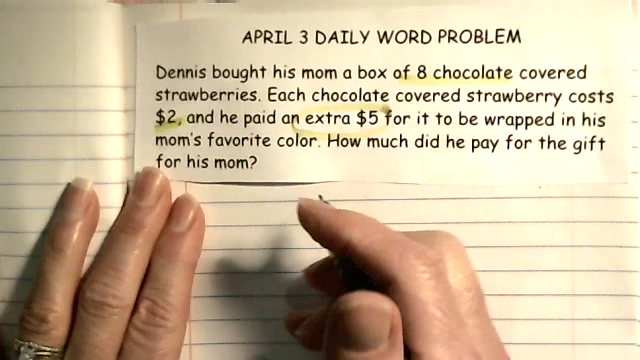 APRIL 3 DAILY WORD PROBLEM
Dennis bought his mom a box of 8 chocolate covered
strawberries. Each chocolate covered strawberry costs
$2, and he paid an extra $5 for it to be wrapped in his
mom's favorite color. How much did he pay for the gift
for his mom?